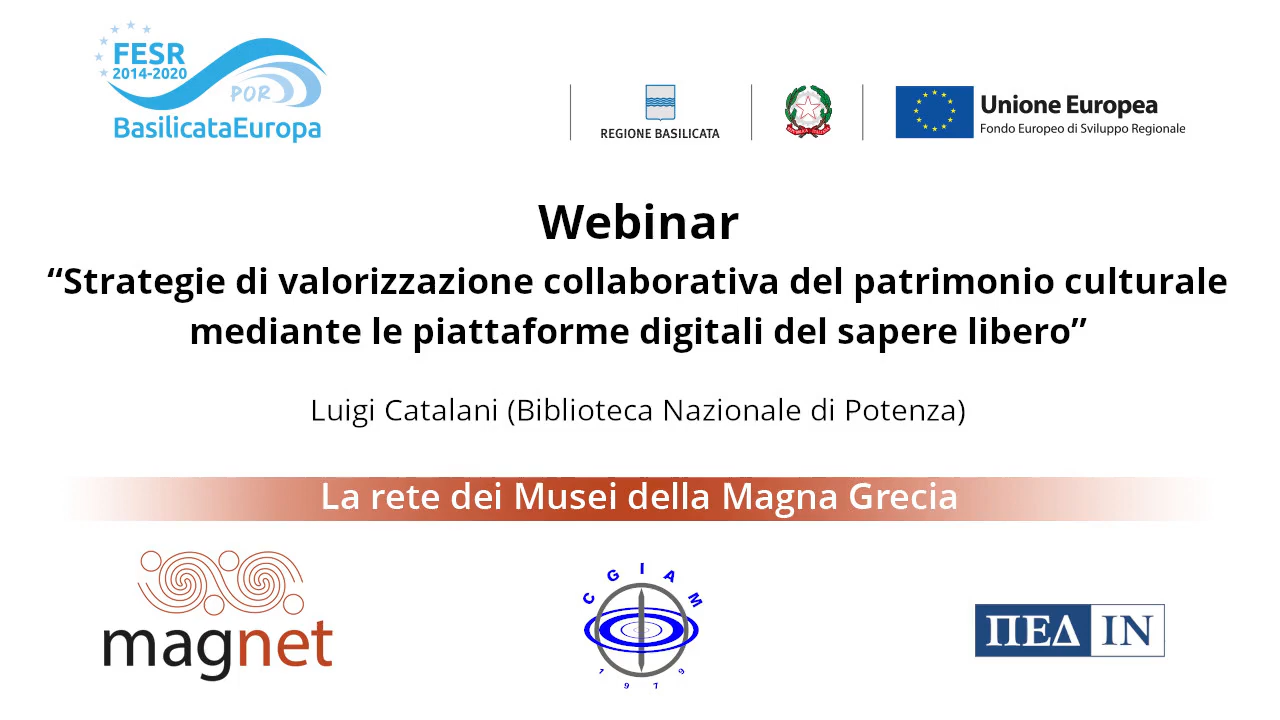 FESR
2014-2020
POR
BasilicataEuropa
REGIONE BASILICATA
Unione Europea
Fondo Europeo di Sviluppo Regionale
Webinar
“Strategie di valorizzazione collaborativa del patrimonio culturale
mediante le piattaforme digitali del sapere libero”
Luigi Catalani (Biblioteca Nazionale di Potenza)
La rete dei Musei della Magna Grecia
magnet
CGIAM
1979
ΠΕΔ IN